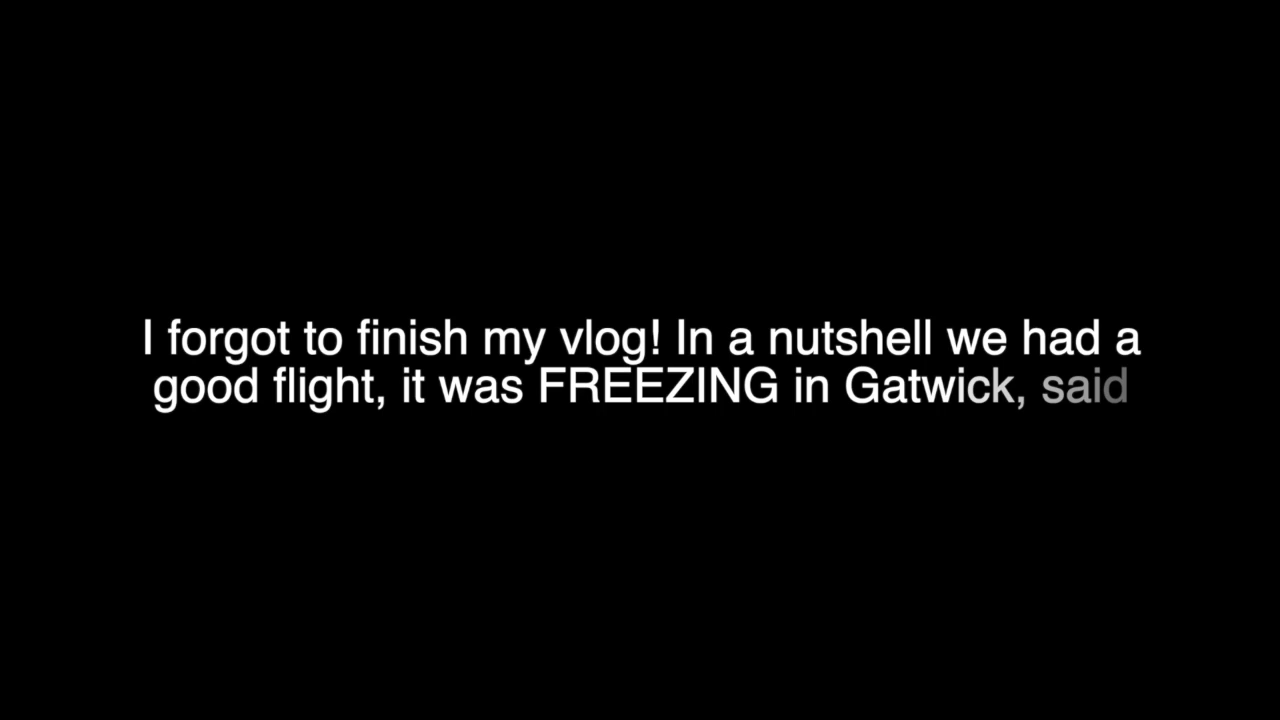 I forgot to finish my vlog! In a nutshell we had a
good flight, it was FREEZING in Gatwick, said